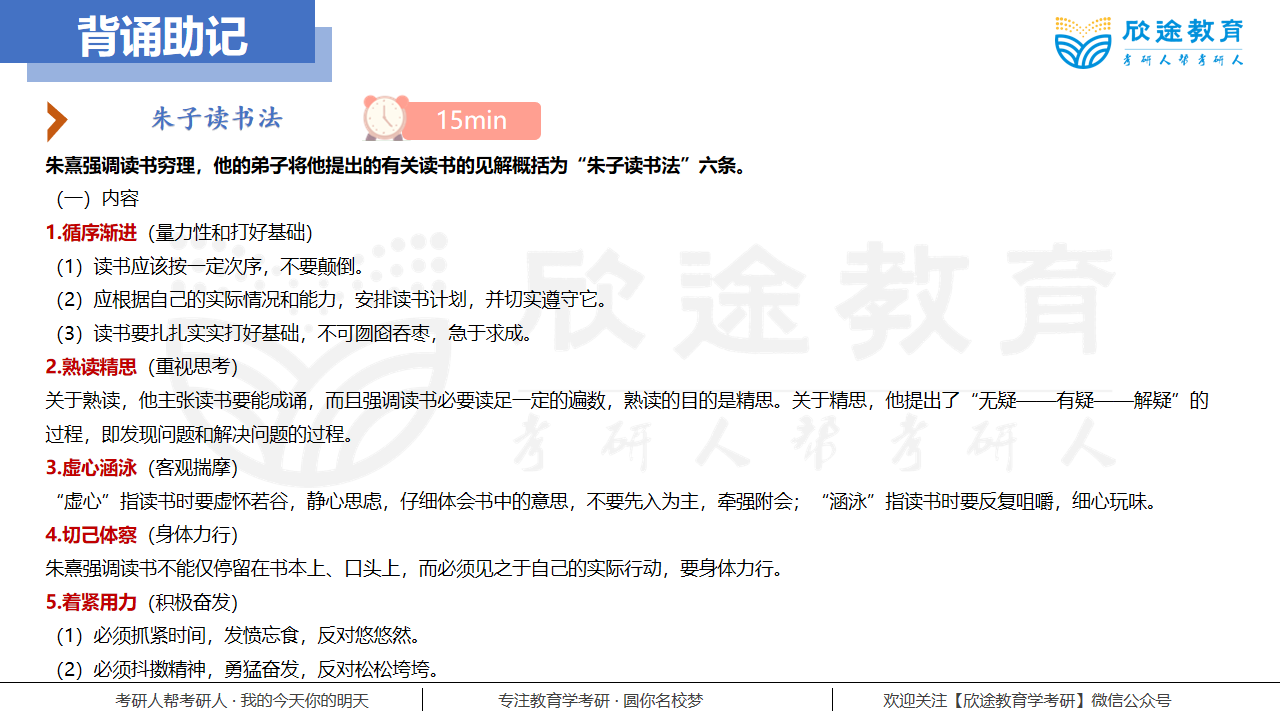 背诵助记
欣途教育
考研人帮考研人
朱子读书法
15min
朱熹强调读书穷理，他的弟子将他提出的有关读书的见解概括为“朱子读书法”六条。
（一）内容
1.循序渐进（量力性和打好基础）
（1）读书应该按一定次序，不要颠倒。
（2）应根据自己的实际情况和能力，安排读书计划，并切实遵守它。
（3）读书要扎扎实实打好基础，不可囫囵吞枣，急于求成。
2.熟读精思（重视思考）
关于熟读，他主张读书要能成诵，而且强调读书必要读足一定的遍数，熟读的目的是精思。关于精思，他提出了“无疑——有疑——解疑”的
过程，即发现问题和解决问题的过程。
3.虚心涵泳（客观揣摩）
“虚心”指读书时要虚怀若谷，静心思虑，仔细体会书中的意思，不要先入为主，牵强附会；“涵泳”指读书时要反复咀嚼，细心玩味。
4.切己体察（身体力行）
朱熹强调读书不能仅停留在书本上、口头上，而必须见之于自己的实际行动，要身体力行。
5.着紧用力（积极奋发）
（1）必须抓紧时间，发愤忘食，反对悠悠然。
（2）必须抖擞精神，勇猛奋发，反对松松垮垮。
欣途教育
考研人帮考研人
考研人帮考研人 · 我的今天你的明天
专注教育学考研 · 圆你名校梦
欢迎关注【欣途教育学考研】微信公众号